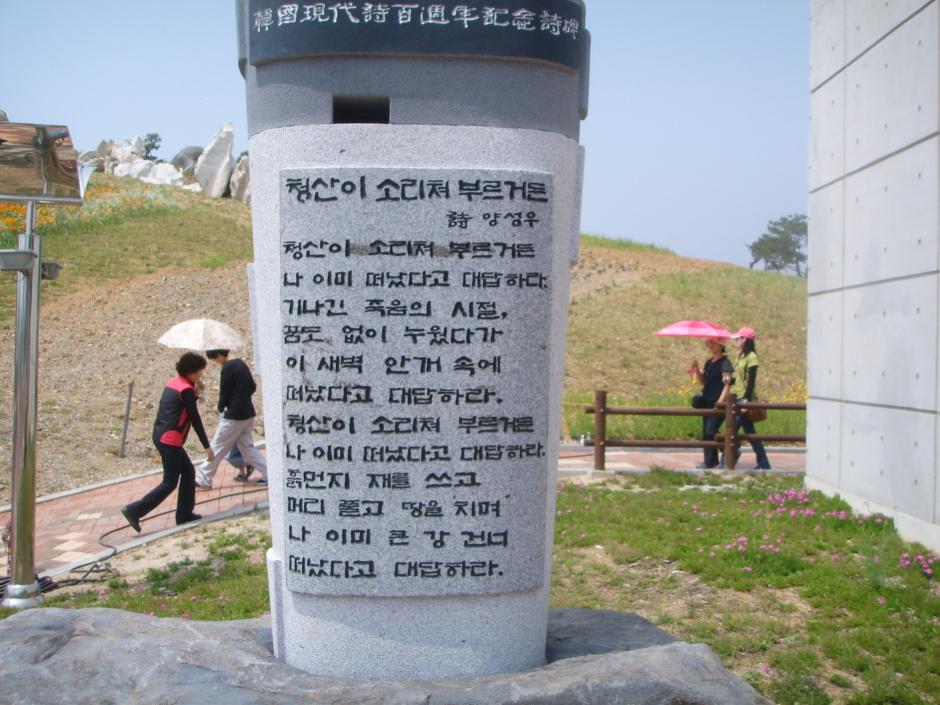 韓國現代詩百週年記念詩碑
청산이 소리쳐 부르거든
詩 양성우
청산이 소리쳐 부르거든
나 이미 떠났다고 대답하라.
기나긴 죽음의 시절,
꿈도 없이 누웠다가
이 새벽 안개 속에
떠났다고 대답하라.
청산이 소리쳐 부르거든
나 이미 떠났다고 대답하라.
흙먼지 재를 쓰고
머리 풀고 땅을 치며
나 이미 큰 강 건너
떠났다고 대답하라.